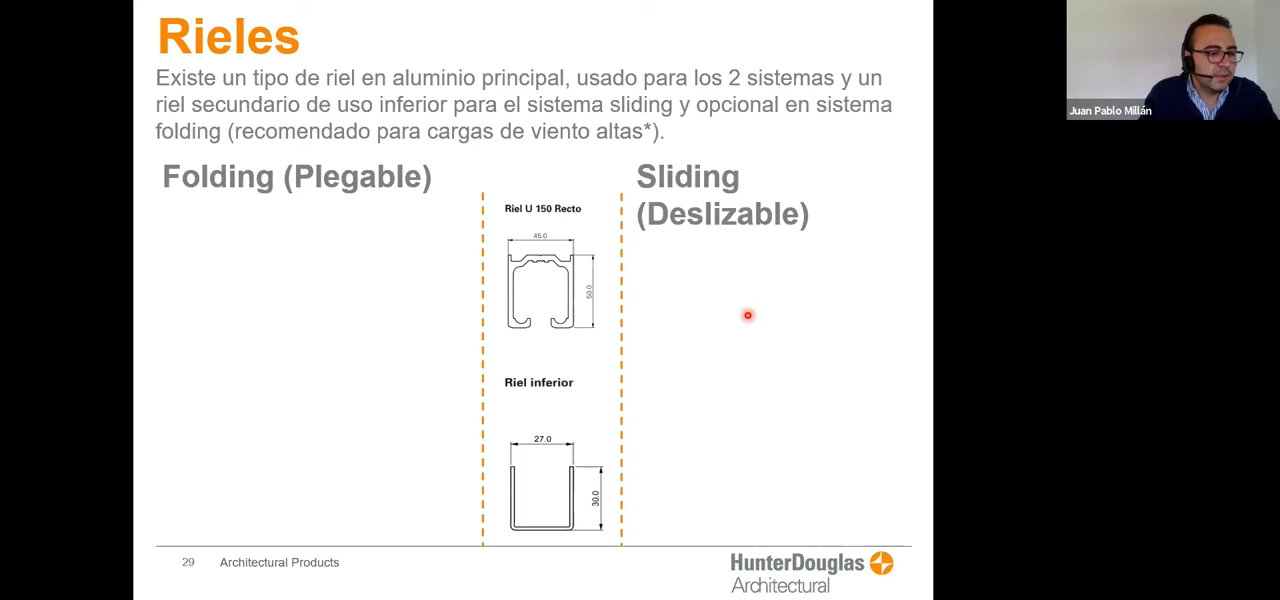 Rieles
Existe un tipo de riel en aluminio principal, usado para los 2 sistemas y un
riel secundario de uso inferior para el sistema sliding y opcional en sistema
folding (recomendado para cargas de viento altas*).
Folding (Plegable)
Sliding
(Deslizable)
Riel U 150 Recto
45.0
50.0
Riel inferior
27.0
30.0
29
Architectural Products
HunterDouglas
Architectural
Juan Pablo Millán